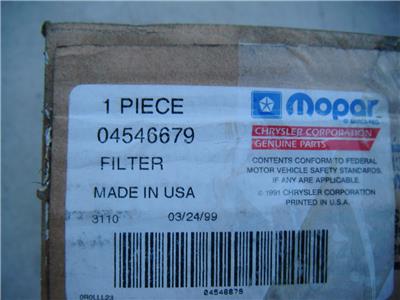 1 PIECE
04546679
FILTER
MADE IN USA
3110 03/24/99
Mopar
CHRYSLER CORPORATION
GENUINE PARTS
CONTENTS CONFORM TO FEDERAL
MOTOR VEHICLE SAFETY STANDARDS,
IF ANY ARE APPLICABLE.
© 1991 CHRYSLER CORPORATION
PRINTED IN U.S.A.
04546679